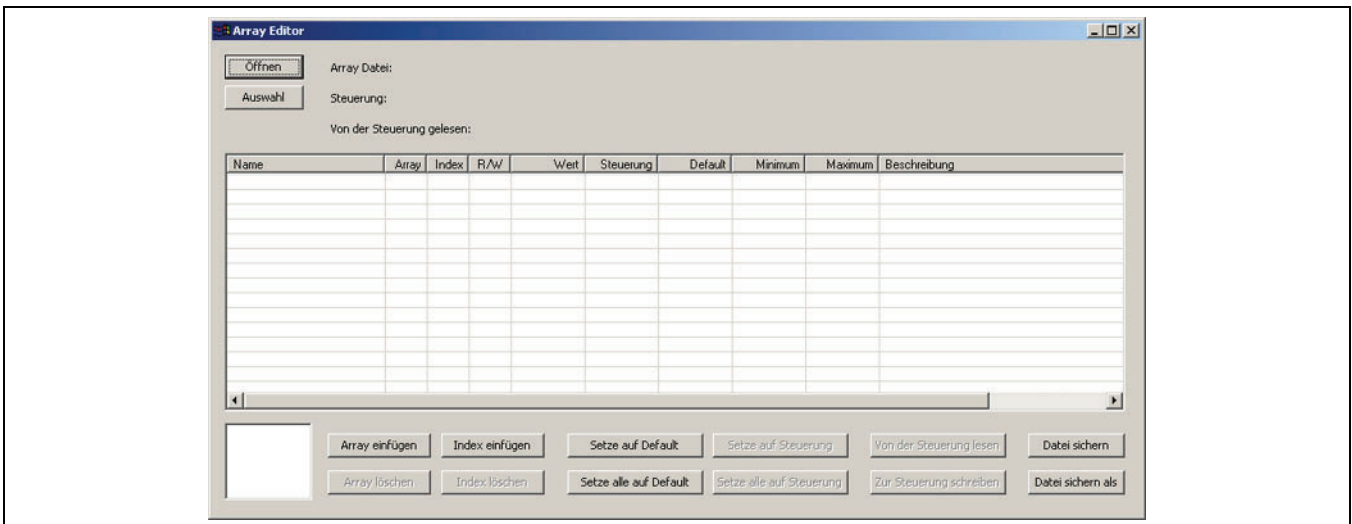 Array Editor
Öffnen
Array Datei:
Auswahl
Steuerung:
Von der Steuerung gelesen:
Name Array Index R/W Wert Steuerung Default Minimum Maximum Beschreibung
Array einfügen Index einfügen Setze auf Default Setze auf Steuerung Von der Steuerung lesen Datei sichern
Array löschen Index löschen Setze alle auf Default Setze alle auf Steuerung Zur Steuerung schreiben Datei sichern als